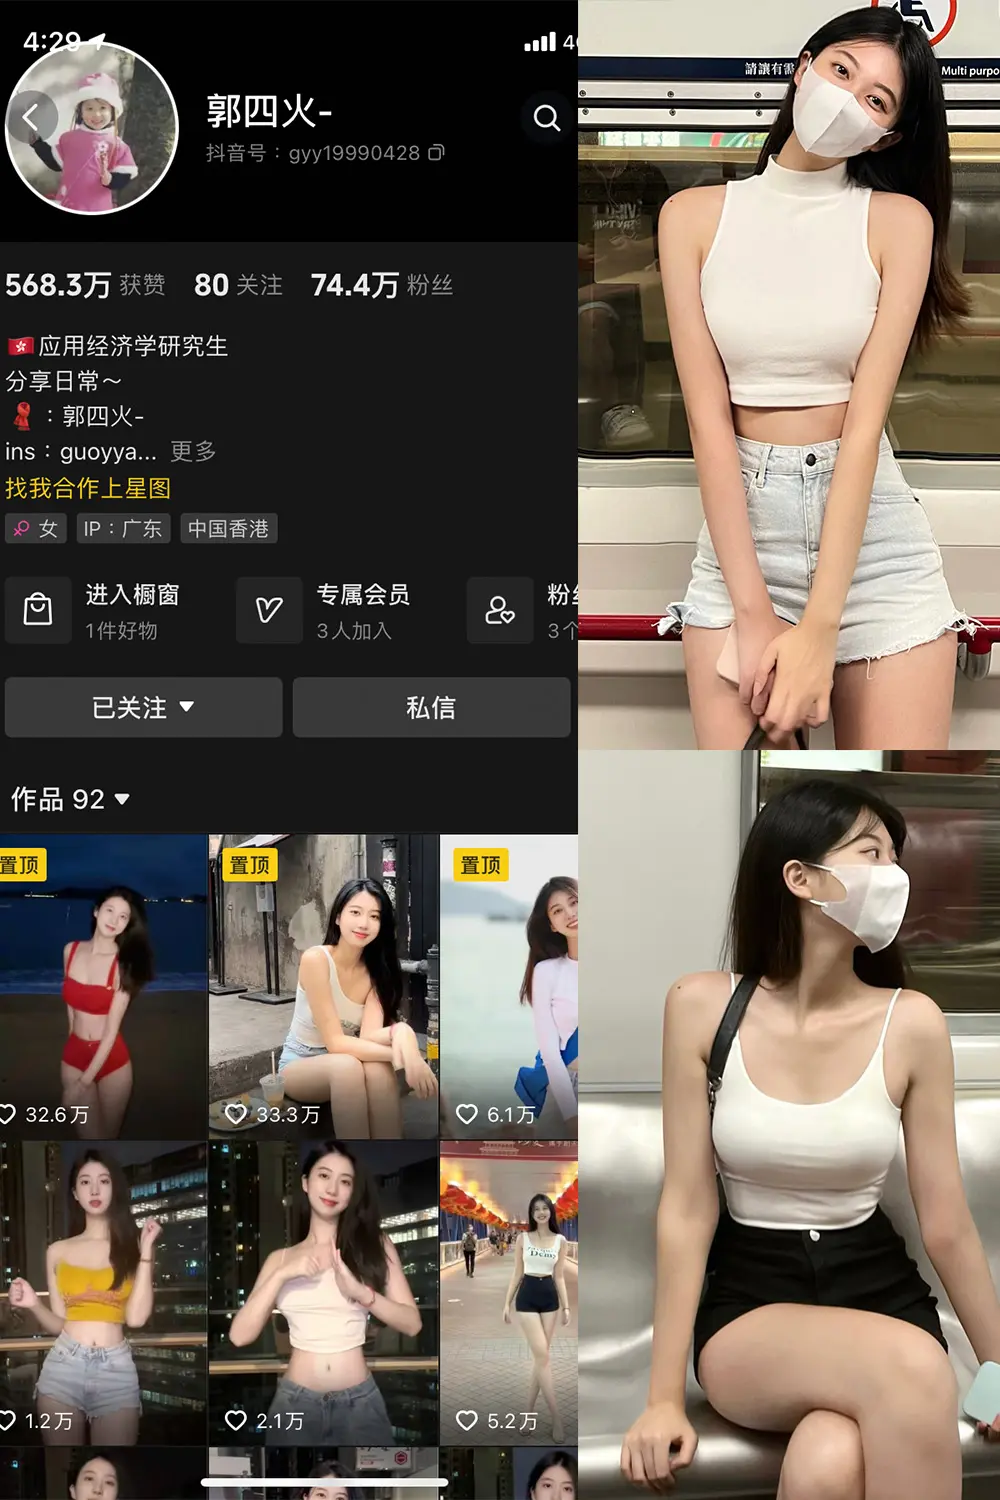 4:29
4G
郭四火-
抖音号：gyy19990428
568.3万 获赞 80 关注 74.4万 粉丝
🇭🇰应用经济学研究生
分享日常～
：郭四火-
ins：guoyya... 更多
找我合作上星图
女 IP：广东 中国香港
进入橱窗
1件好物
专属会员
3人加入
粉丝
3个
已关注
私信
作品 92
置顶
32.6万
置顶
33.3万
置顶
6.1万
1.2万
2.1万
Demy
5.2万
請讓有需
Multi purpo